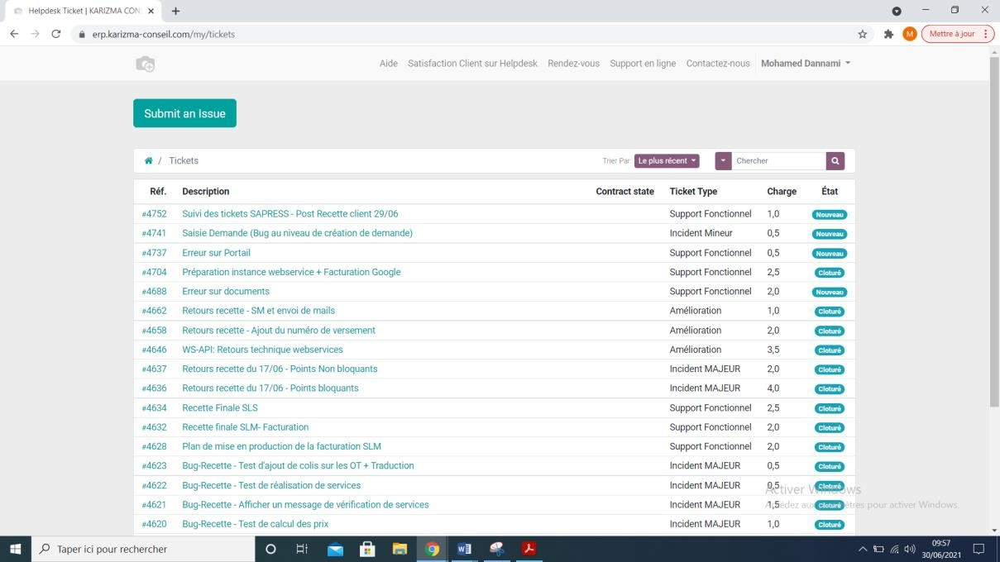 Helpdesk Ticket | KARIZMA CON
erp.karizma-conseil.com/my/tickets
M
Mettre à jour
Aide Satisfaction Client sur Helpdesk Rendez-vous Support en ligne Contactez-nous Mohamed Dannami
Submit an Issue
/ Tickets
Trier Par: Le plus récent
Chercher
Réf. Description Contract state Ticket Type Charge État
#4752 Suivi des tickets SAPRESS - Post Recette client 29/06 Support Fonctionnel 1,0 Nouveau
#4741 Saisie Demande (Bug au niveau de création de demande) Incident Mineur 0,5 Nouveau
#4737 Erreur sur Portail Support Fonctionnel 0,5 Nouveau
#4704 Préparation instance webservice + Facturation Google Support Fonctionnel 2,5 Cloturé
#4688 Erreur sur documents Support Fonctionnel 2,0 Nouveau
#4662 Retours recette - SM et envoi de mails Amélioration 1,0 Cloturé
#4658 Retours recette - Ajout du numéro de versement Amélioration 2,0 Cloturé
#4646 WS-API: Retours technique webservices Amélioration 3,5 Cloturé
#4637 Retours recette du 17/06 - Points Non bloquants Incident MAJEUR 2,0 Cloturé
#4636 Retours recette du 17/06 - Points bloquants Incident MAJEUR 4,0 Cloturé
#4634 Recette Finale SLS Support Fonctionnel 2,5 Cloturé
#4632 Recette finale SLM- Facturation Support Fonctionnel 2,0 Cloturé
#4628 Plan de mise en production de la facturation SLM Support Fonctionnel 2,0 Cloturé
#4623 Bug-Recette - Test d'ajout de colis sur les OT + Traduction Incident MAJEUR 0,5 Cloturé
#4622 Bug-Recette - Test de réalisation de services Incident MAJEUR 0,5 Cloturé
Activer Windows
#4621 Bug-Recette - Afficher un message de vérification de services Incident MAJEUR 1,5 Cloturé
pour activer Windows.
#4620 Bug-Recette - Test de calcul des prix Incident MAJEUR 1,0 Cloturé
Taper ici pour rechercher
09:57
30/06/2021